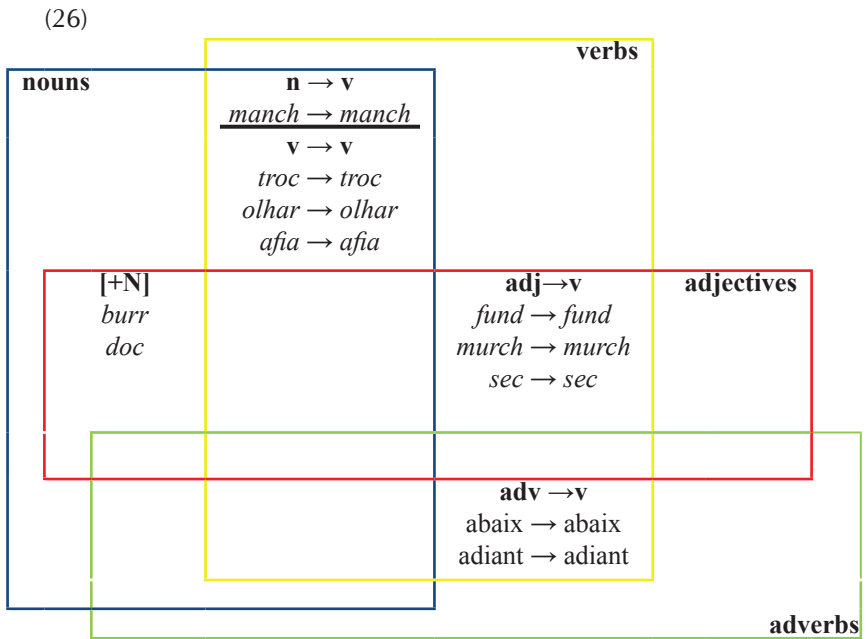 (26)
verbs
nouns
n → v
manch → manch
v → v
troc → troc
olhar → olhar
afia → afia
[+N]
burr
doc
adj→v
fund → fund
murch → murch
sec → sec
adjectives
adv →v
abaix → abaix
adiant → adiant
adverbs